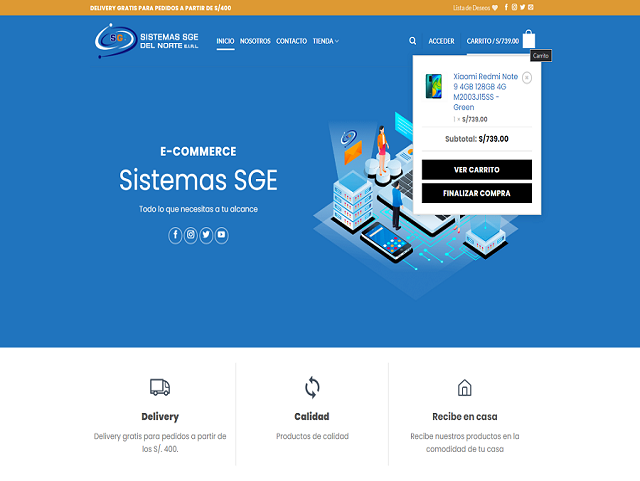 DELIVERY GRATIS PARA PEDIDOS A PARTIR DE S/400
Lista de Deseos
SG
SISTEMAS SGE
DEL NORTE E.I.R.L.
INICIO NOSOTROS CONTACTO TIENDA
ACCEDER CARRITO / S/739.00
Carrito
Xiaomi Redmi Note
9 4GB 128GB 4G
M2003J15SS -
Green
1 × S/739.00
Subtotal: S/739.00
VER CARRITO
FINALIZAR COMPRA
E-COMMERCE
Sistemas SGE
Todo lo que necesitas a tu alcance
Delivery
Delivery gratis para pedidos a partir de
los S/. 400.
Calidad
Productos de calidad
Recibe en casa
Recibe nuestros productos en la
comodidad de tu casa